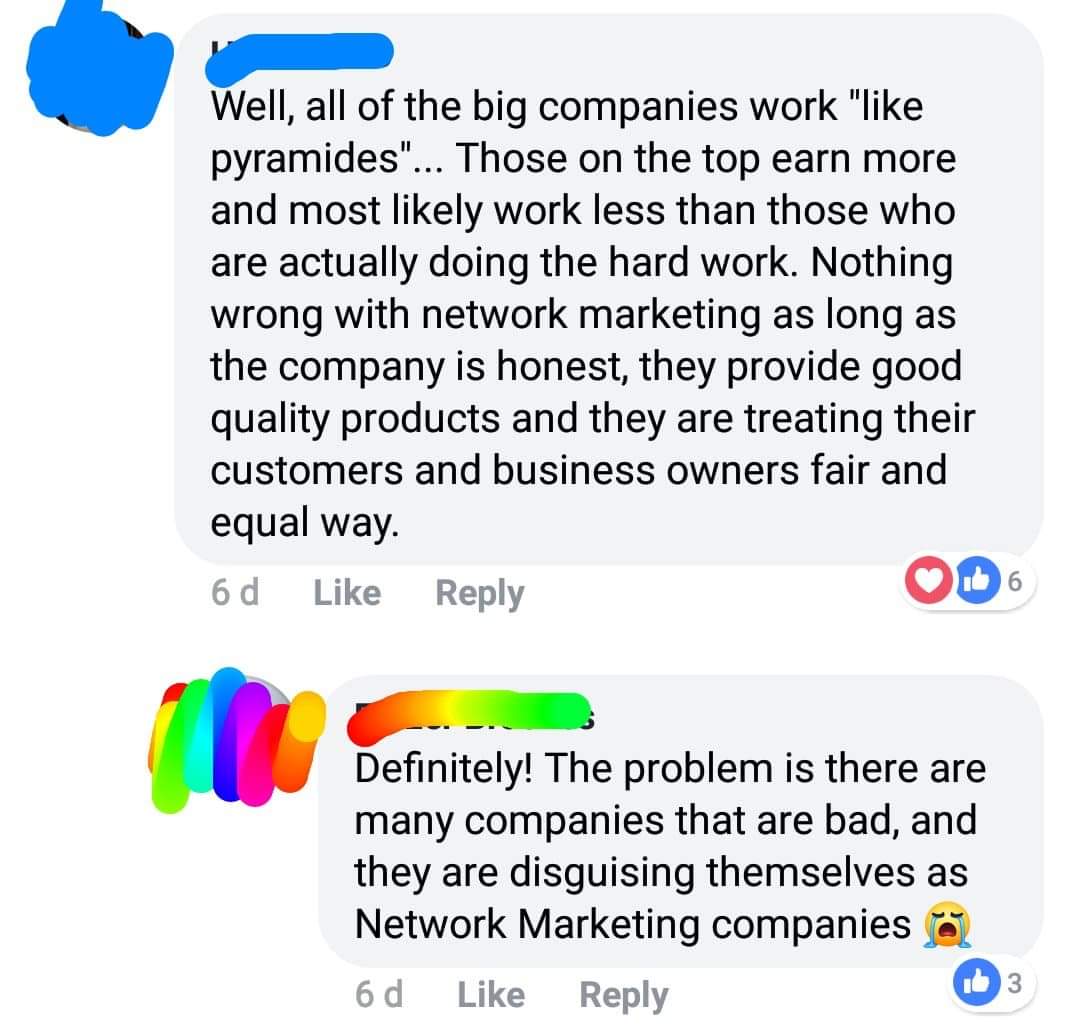 Well, all of the big companies work "like
pyramides"... Those on the top earn more
and most likely work less than those who
are actually doing the hard work. Nothing
wrong with network marketing as long as
the company is honest, they provide good
quality products and they are treating their
customers and business owners fair and
equal way.
6 d Like Reply 6
Definitely! The problem is there are
many companies that are bad, and
they are disguising themselves as
Network Marketing companies 😭
6 d Like Reply 3